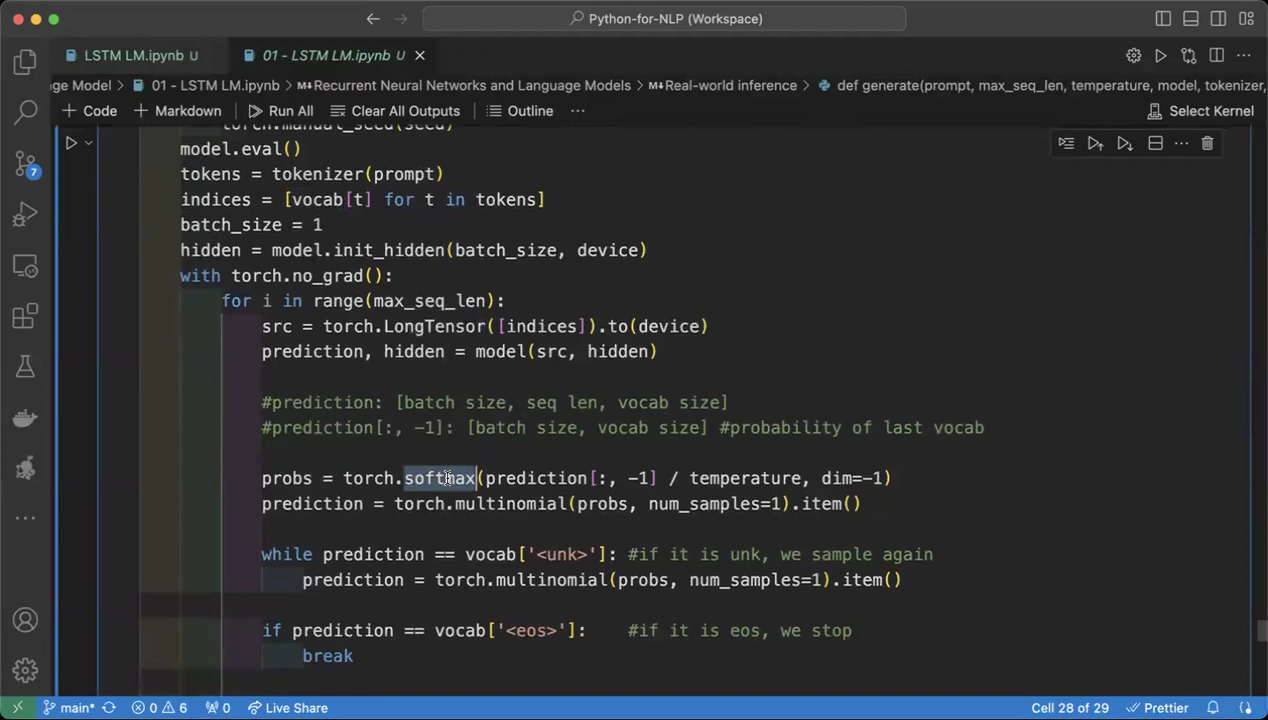 Python-for-NLP (Workspace)
LSTM LM.ipynb U
01 - LSTM LM.ipynb U
nge Model > 01 - LSTM LM.ipynb > M↓Recurrent Neural Networks and Language Models > M↓Real-world inference > def generate(prompt, max_seq_len, temperature, model, tokenizer,
+ Code + Markdown Run All Clear All Outputs Outline ··· Select Kernel
torch.manual_seed(seed)
model.eval()
tokens = tokenizer(prompt)
indices = [vocab[t] for t in tokens]
batch_size = 1
hidden = model.init_hidden(batch_size, device)
with torch.no_grad():
for i in range(max_seq_len):
src = torch.LongTensor([indices]).to(device)
prediction, hidden = model(src, hidden)
#prediction: [batch size, seq len, vocab size]
#prediction[:, -1]: [batch size, vocab size] #probability of last vocab
probs = torch.softmax(prediction[:, -1] / temperature, dim=-1)
prediction = torch.multinomial(probs, num_samples=1).item()
while prediction == vocab['<unk>']: #if it is unk, we sample again
prediction = torch.multinomial(probs, num_samples=1).item()
if prediction == vocab['<eos>']: #if it is eos, we stop
break
7
main* 0 6 0 Live Share Cell 28 of 29 Prettier